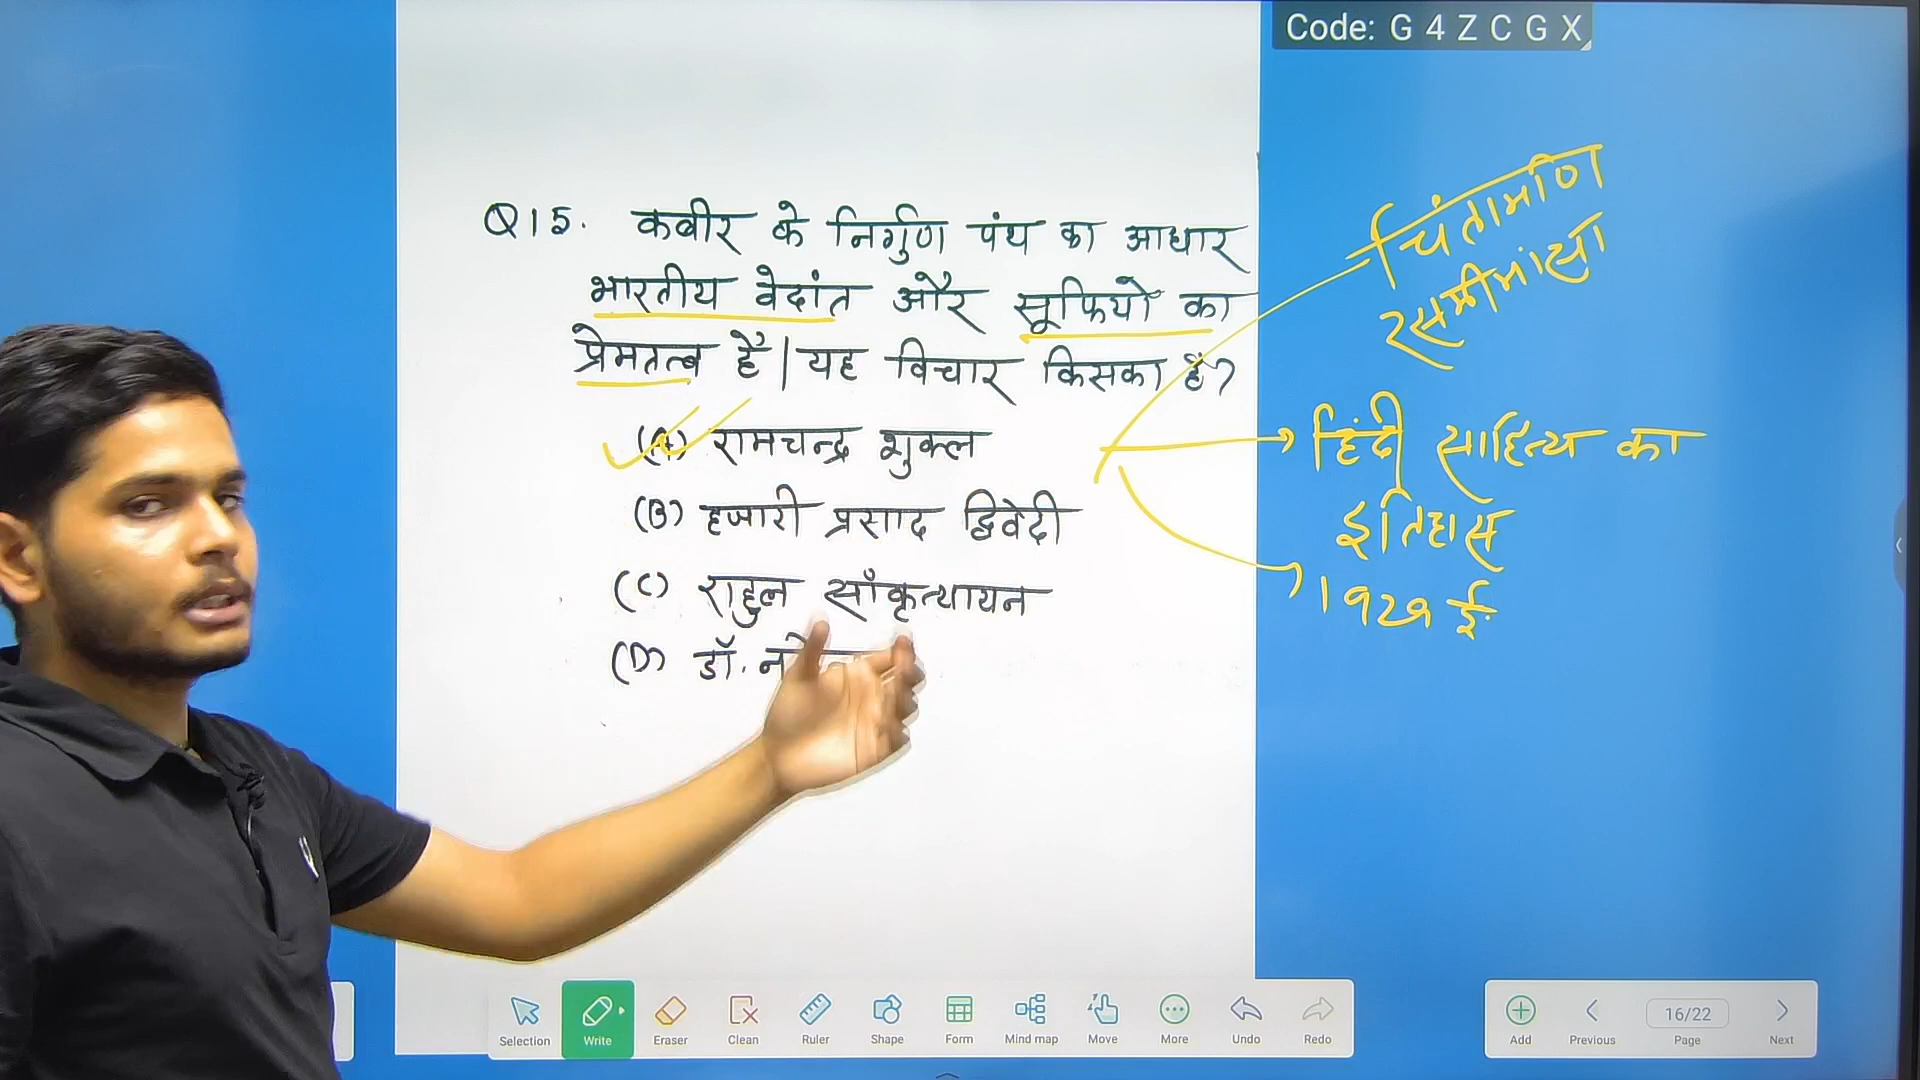 Code: G 4 Z C G X
Q15. कबीर के निर्गुण पंथ का आधार
भारतीय वेदांत और सूफियों का
प्रेमतत्व है | यह विचार किसका है?
(A) रामचन्द्र शुक्ल
(B) हजारी प्रसाद द्विवेदी
(C) राहुल साँकृत्यायन
(D) डॉ.
चिंतामणि
रसमीमांसा
हिंदी साहित्य का
इतिहास
१९२९ ई.
Selection Write Eraser Clean Ruler Shape Form Mind map Move More Undo Redo
Add Previous 16/22 Page Next